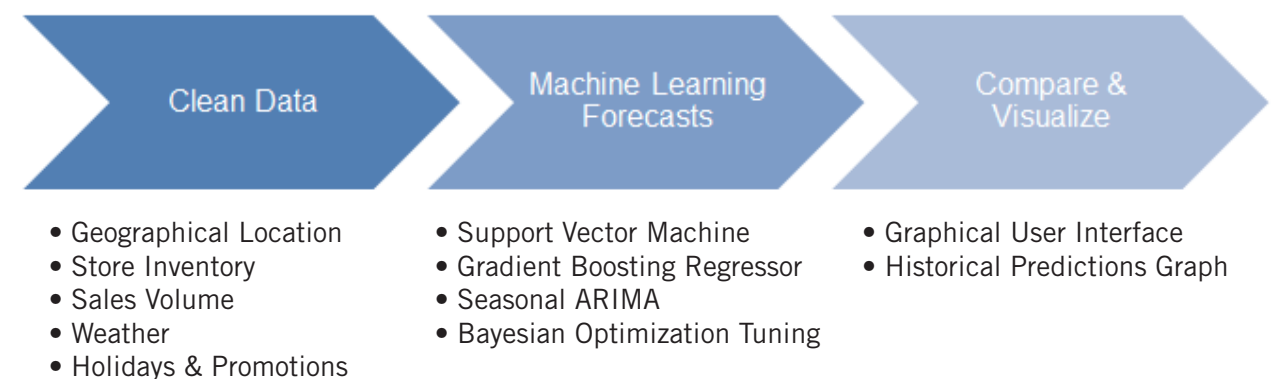 Clean Data
Machine Learning
Forecasts
Compare &
Visualize
• Geographical Location
• Store Inventory
• Sales Volume
• Weather
• Holidays & Promotions
• Support Vector Machine
• Gradient Boosting Regressor
• Seasonal ARIMA
• Bayesian Optimization Tuning
• Graphical User Interface
• Historical Predictions Graph